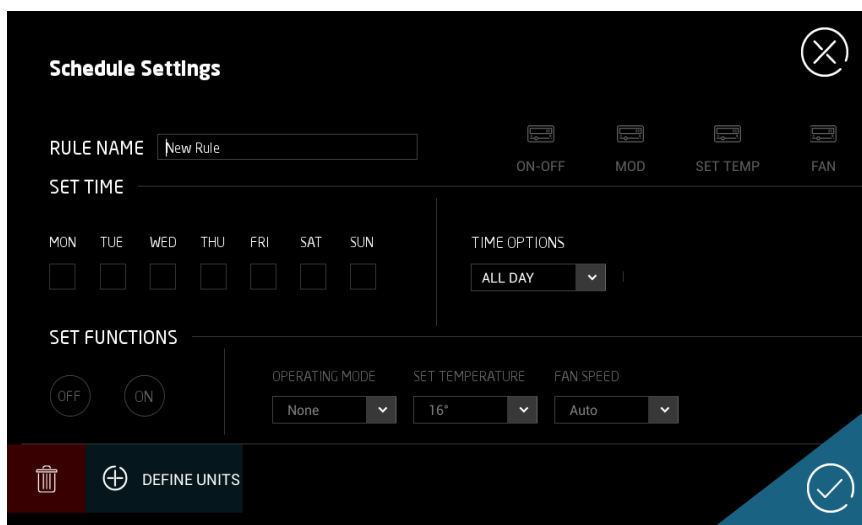 Schedule Settings
RULE NAME New Rule
ON-OFF MOD SET TEMP FAN
SET TIME
MON TUE WED THU FRI SAT SUN
TIME OPTIONS
ALL DAY
SET FUNCTIONS
OFF ON
OPERATING MODE SET TEMPERATURE FAN SPEED
None 16° Auto
DEFINE UNITS